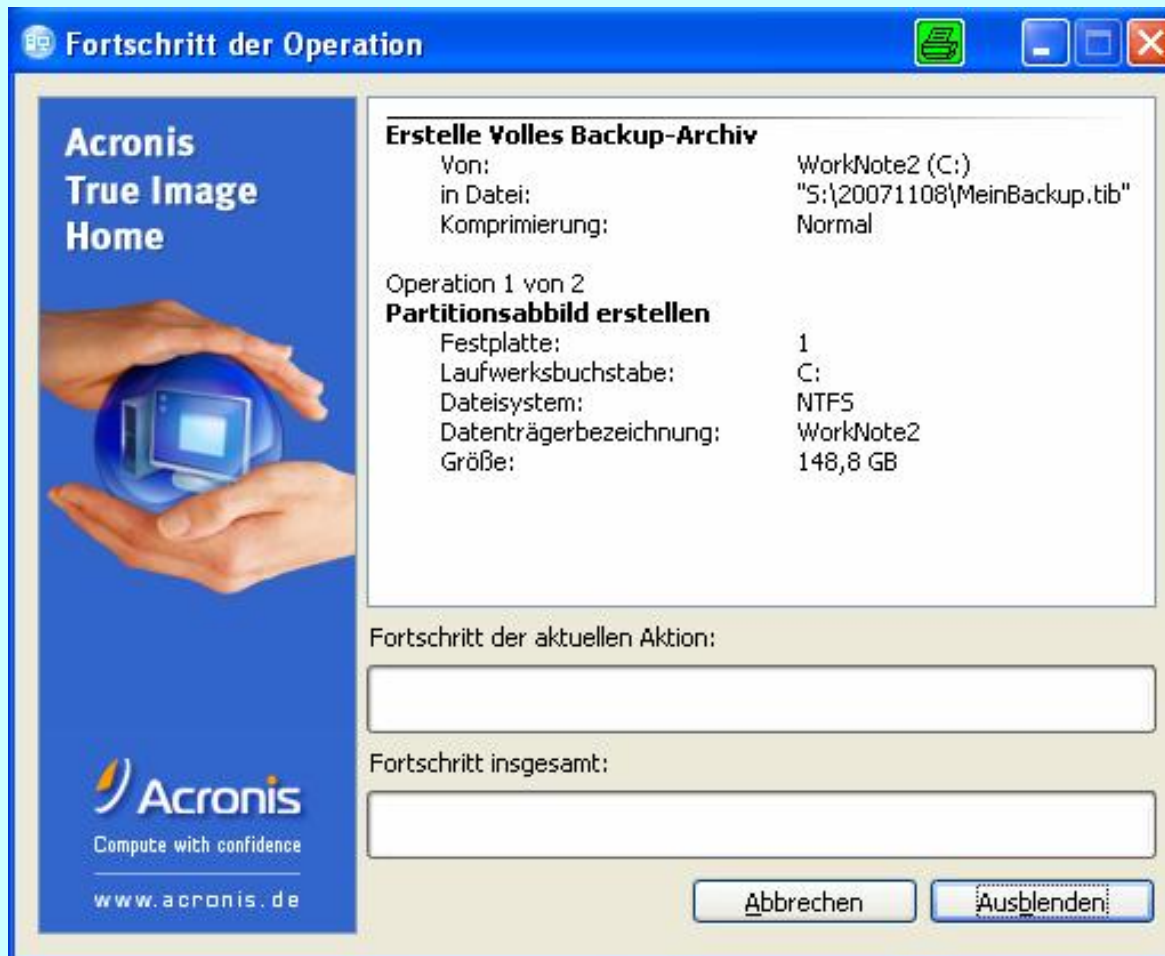 Fortschritt der Operation
Acronis
True Image
Home
Erstelle Volles Backup-Archiv
Von: WorkNote2 (C:)
in Datei: "S:\20071108\MeinBackup.tib"
Komprimierung: Normal
Operation 1 von 2
Partitionsabbild erstellen
Festplatte: 1
Laufwerksbuchstabe: C:
Dateisystem: NTFS
Datenträgerbezeichnung: WorkNote2
Größe: 148,8 GB
Fortschritt der aktuellen Aktion:
Fortschritt insgesamt:
Acronis
Compute with confidence
www.acronis.de
Abbrechen Ausblenden